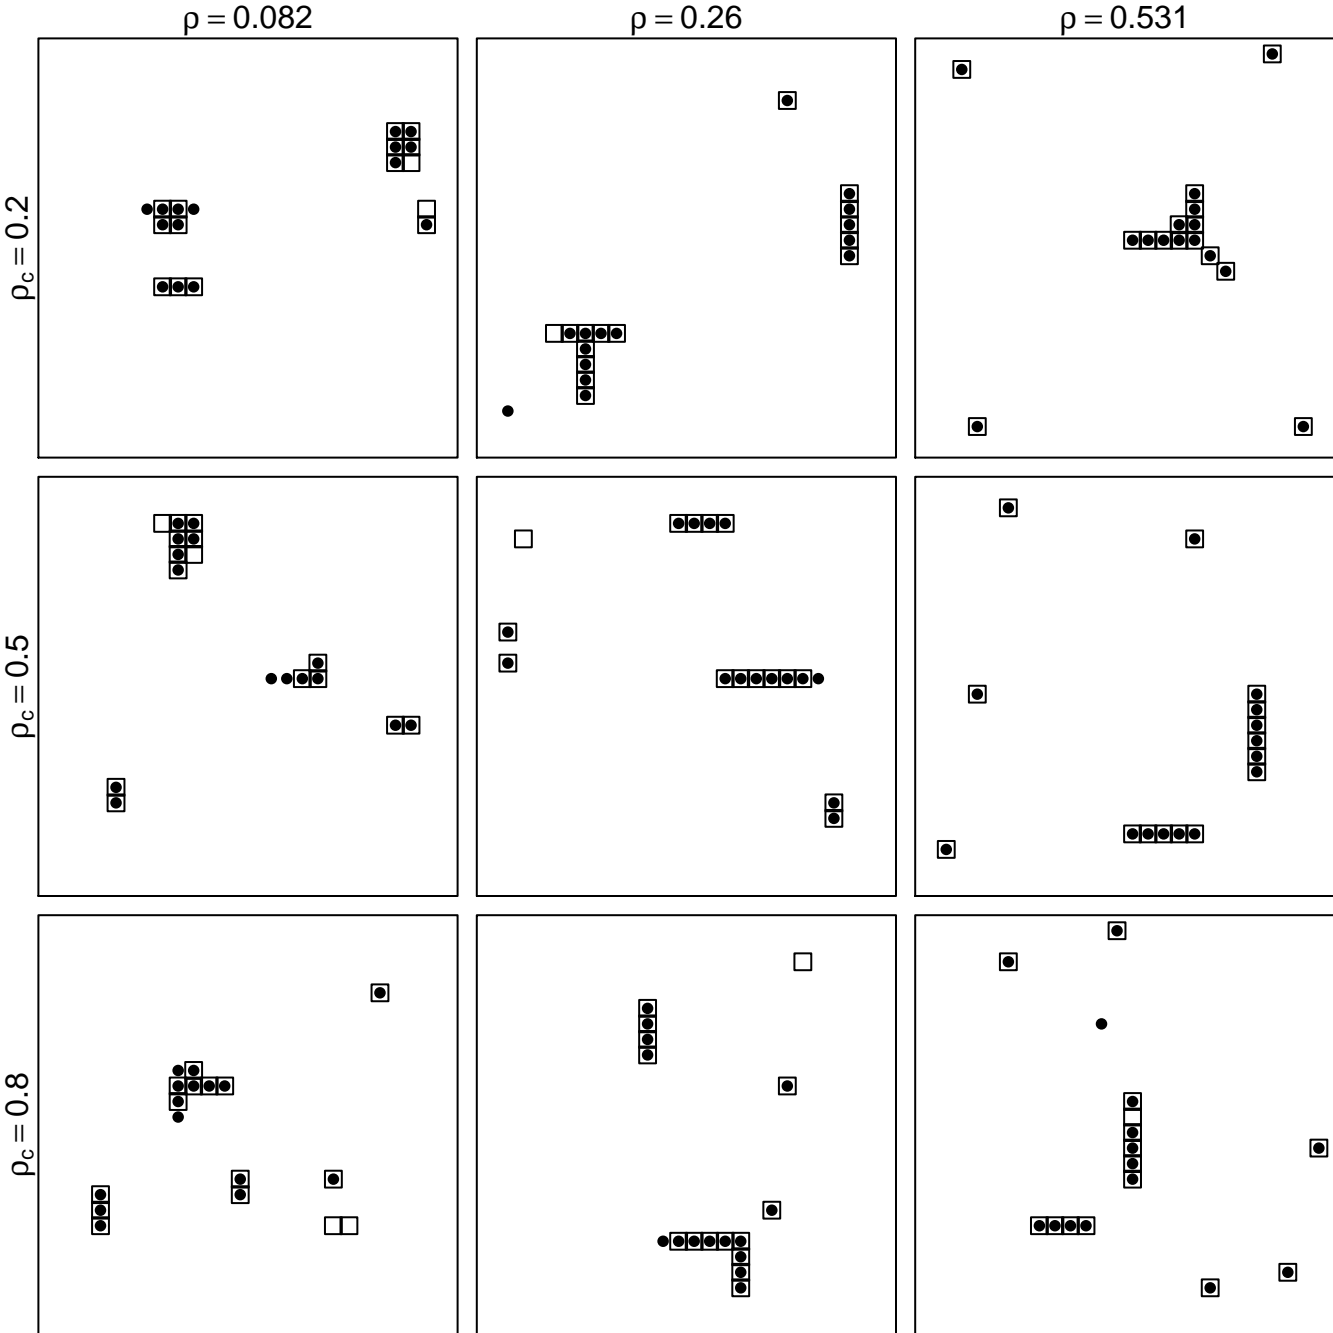 ρ = 0.082
ρ = 0.26
ρ = 0.531
ρc = 0.2
ρc = 0.5
ρc = 0.8